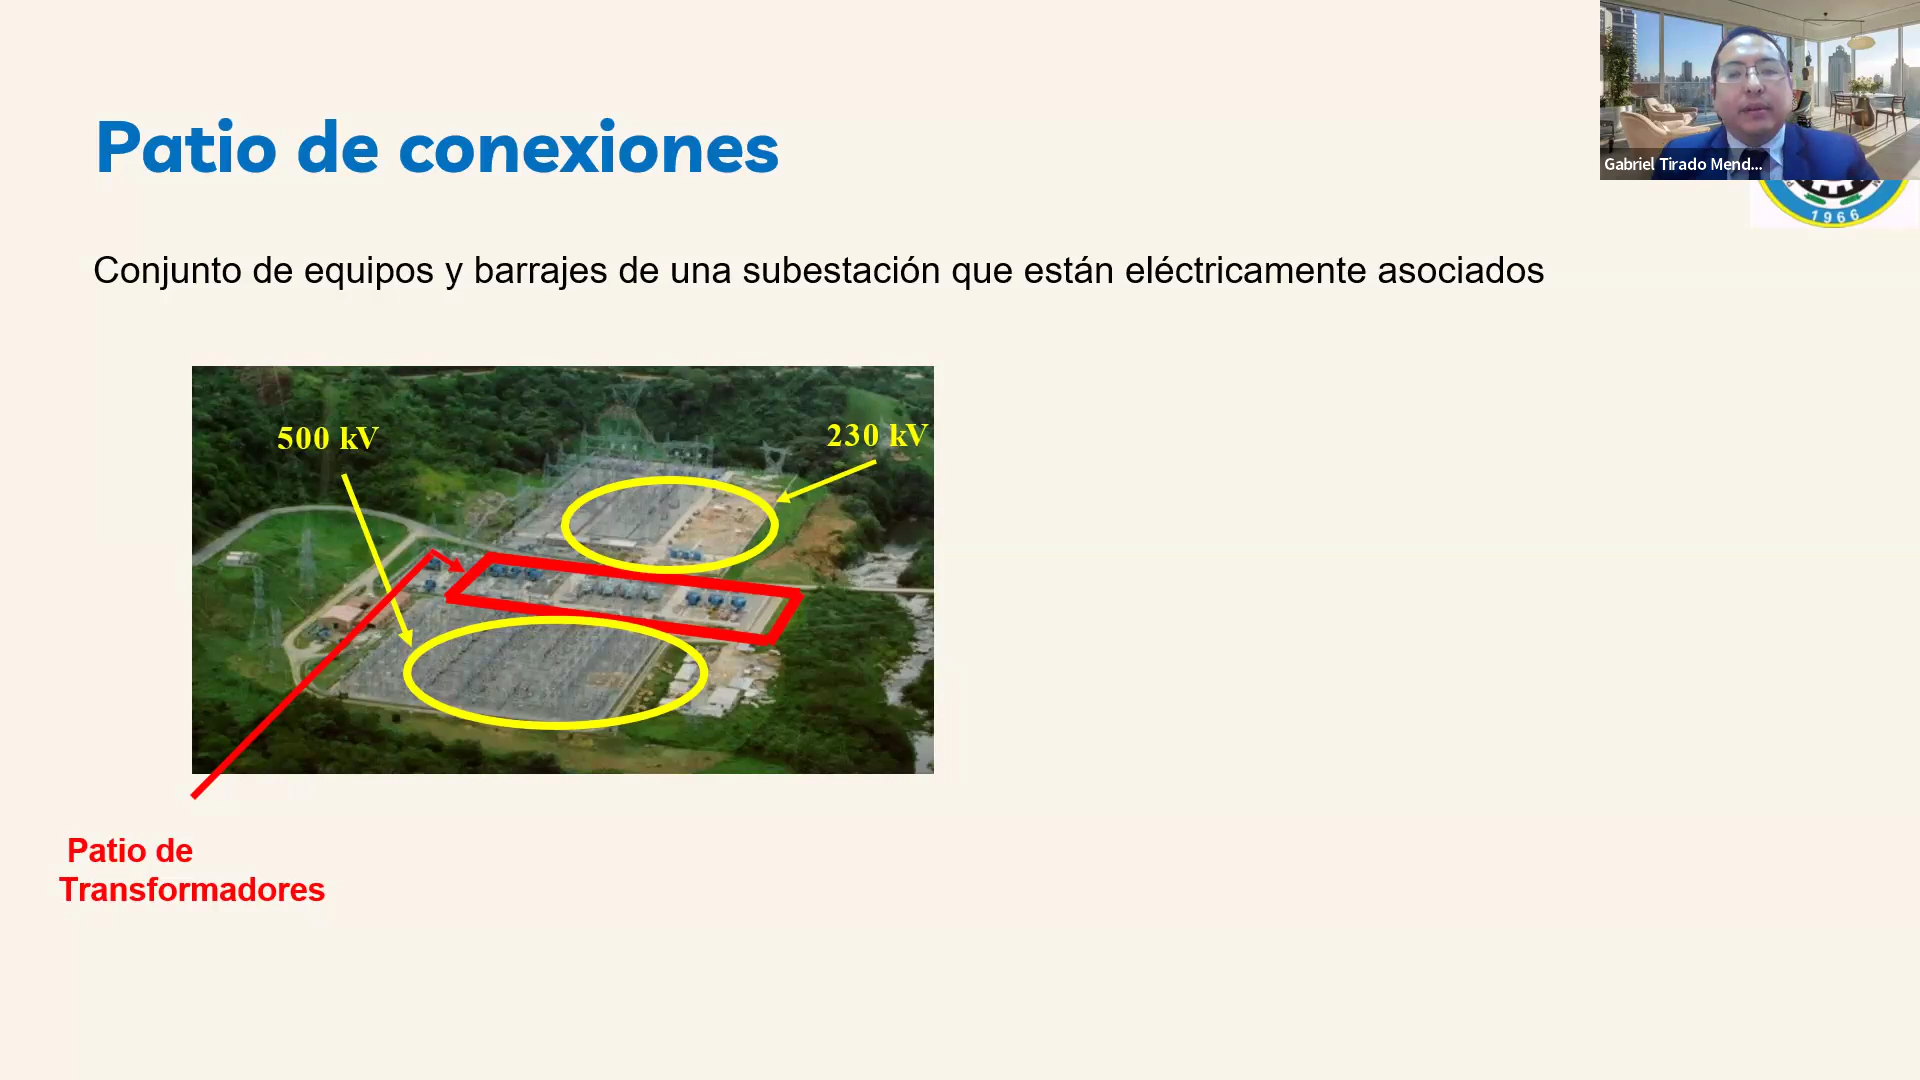 Patio de conexiones
Gabriel Tirado Mend...
1966
Conjunto de equipos y barrajes de una subestación que están eléctricamente asociados
500 kV
230 kV
Patio de
Transformadores